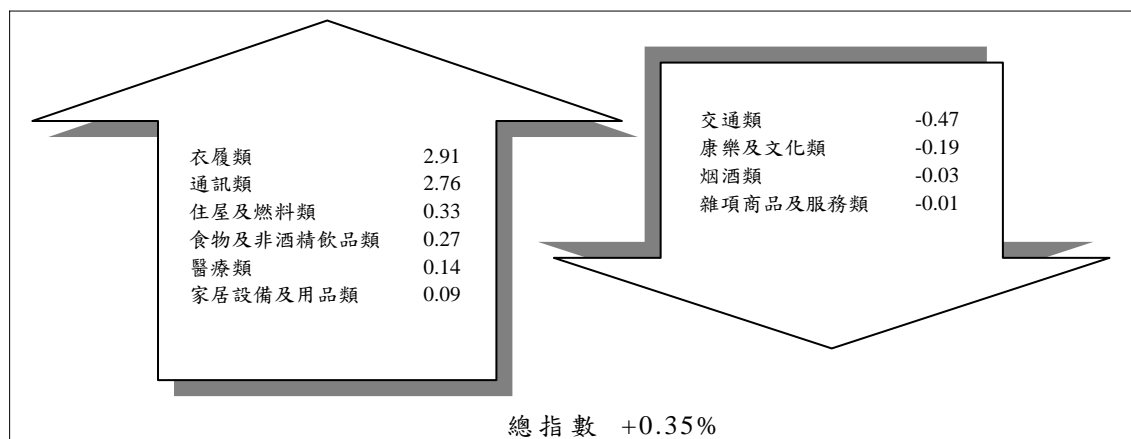 衣履類 2.91
通訊類 2.76
住屋及燃料類 0.33
食物及非酒精飲品類 0.27
醫療類 0.14
家居設備及用品類 0.09
交通類 -0.47
康樂及文化類 -0.19
烟酒類 -0.03
雜項商品及服務類 -0.01
總指數 +0.35%